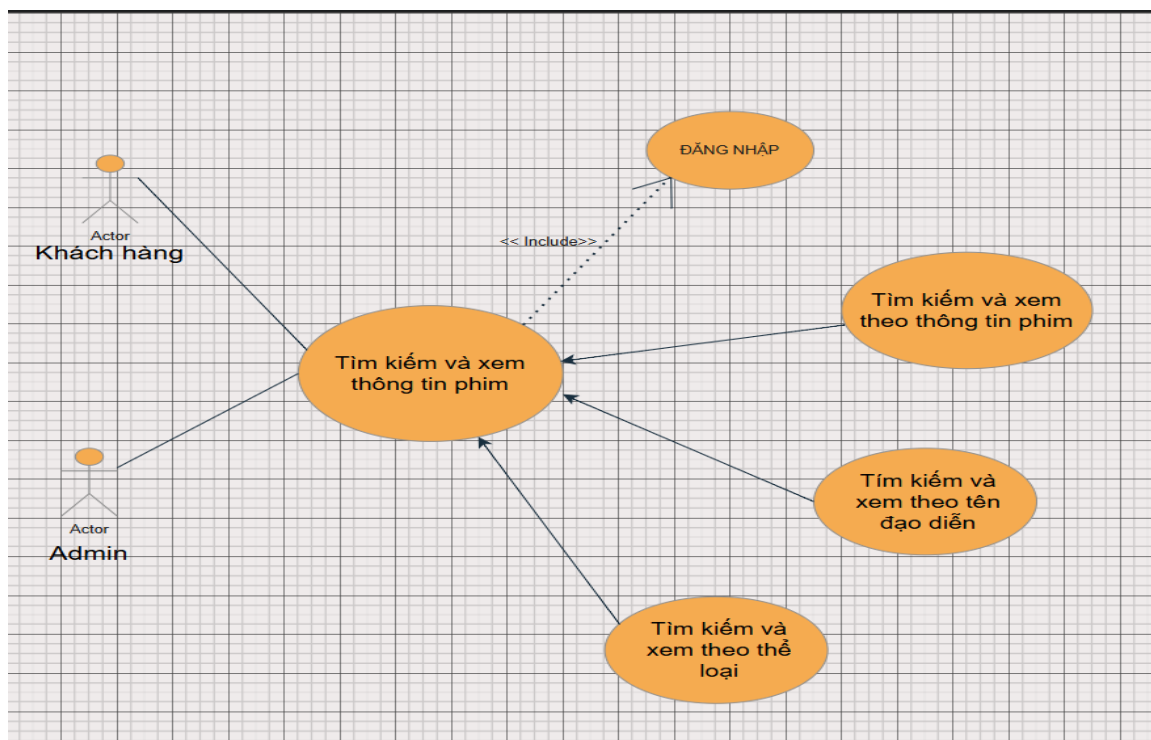 ĐĂNG NHẬP
Actor
Khách hàng
<< Include>>
Tìm kiếm và xem
theo thông tin phim
Tìm kiếm và xem
thông tin phim
Actor
Admin
Tím kiếm và
xem theo tên
đạo diễn
Tìm kiếm và
xem theo thể
loại